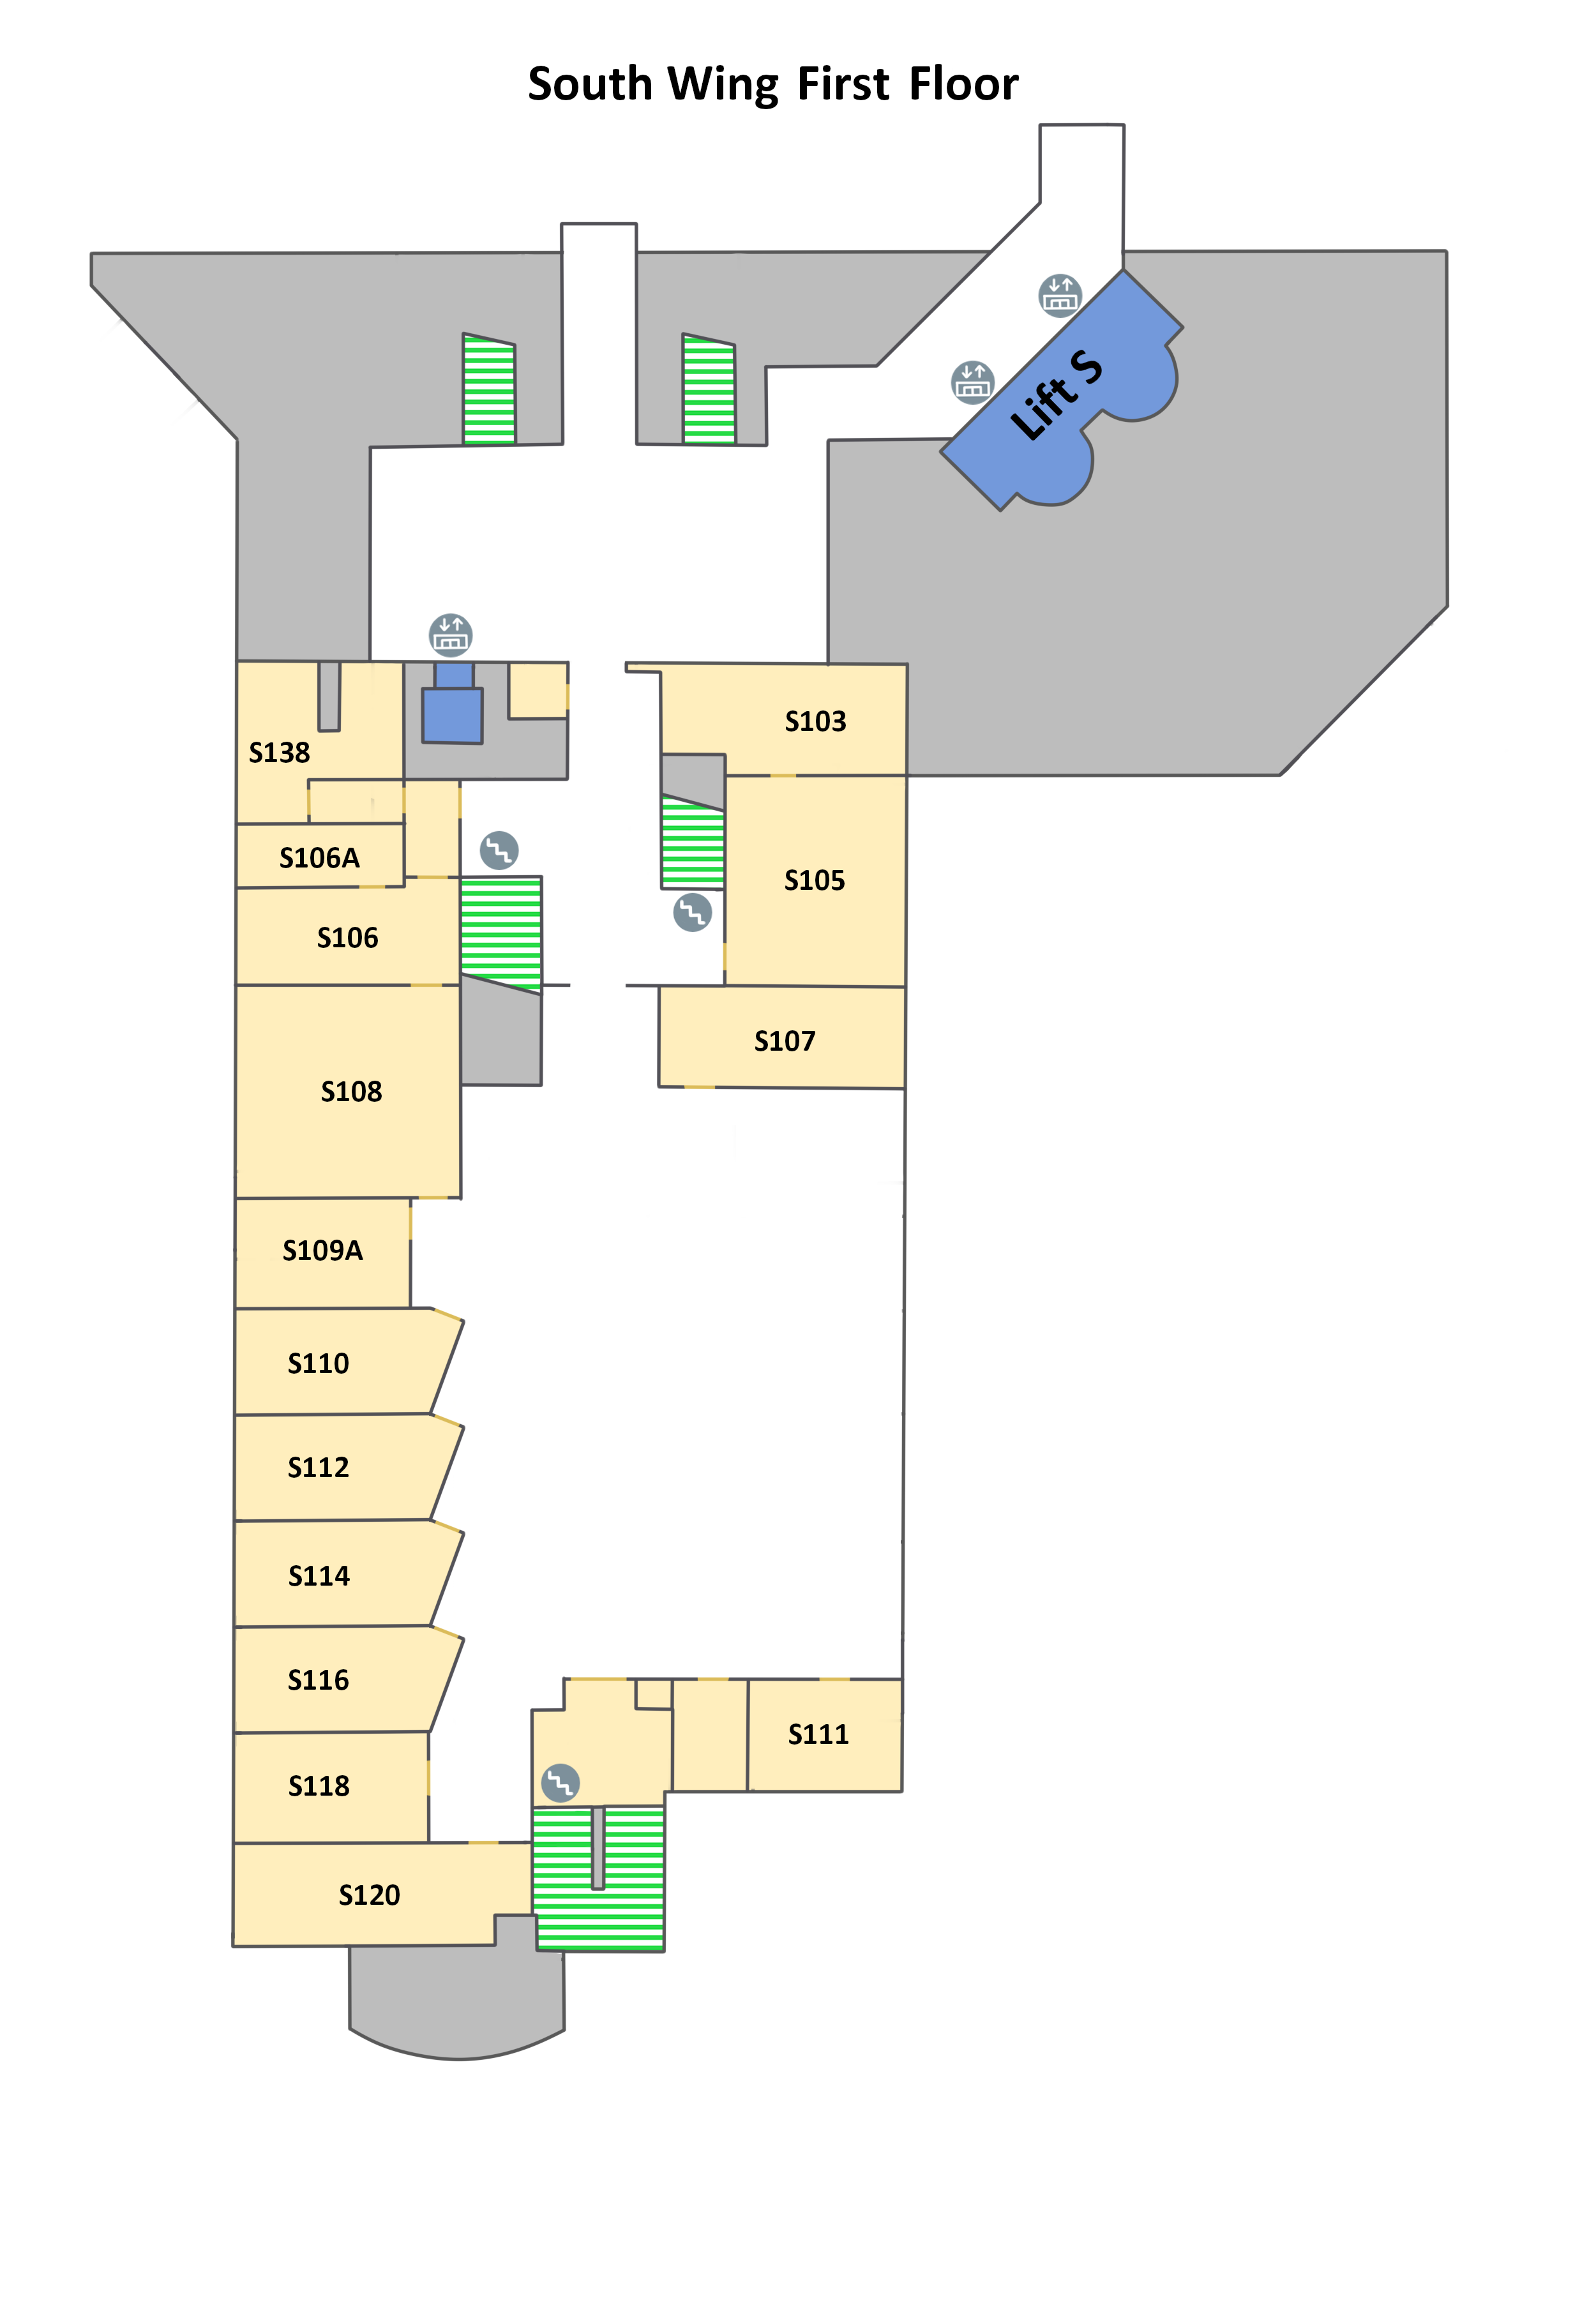 South Wing First Floor
Lift S
S103
S138
S106A
S105
S106
S107
S108
S109A
S110
S112
S114
S116
S111
S118
S120